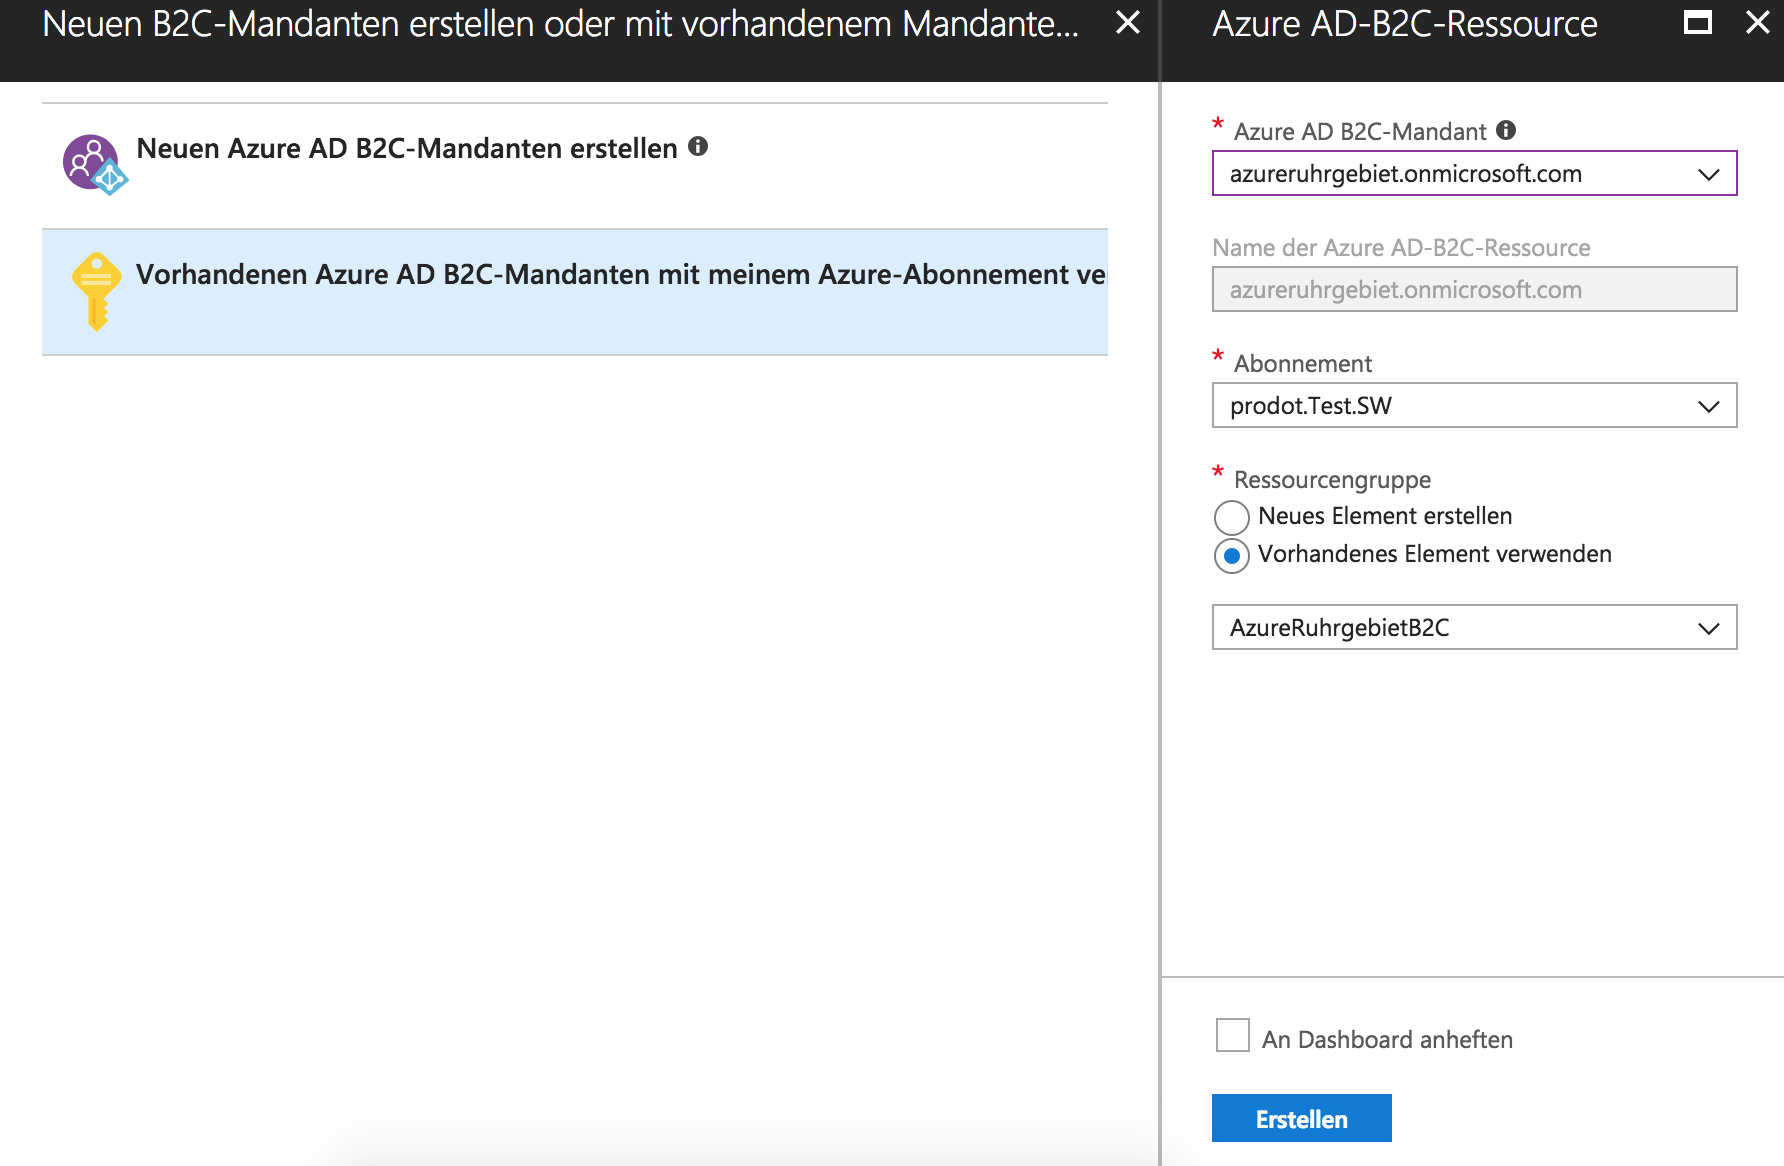 Neuen B2C-Mandanten erstellen oder mit vorhandenem Mandante...
Neuen Azure AD B2C-Mandanten erstellen
Vorhandenen Azure AD B2C-Mandanten mit meinem Azure-Abonnement ve
Azure AD-B2C-Ressource
* Azure AD B2C-Mandant
azureruhrgebiet.onmicrosoft.com
Name der Azure AD-B2C-Ressource
azureruhrgebiet.onmicrosoft.com
* Abonnement
prodot.Test.SW
* Ressourcengruppe
Neues Element erstellen
Vorhandenes Element verwenden
AzureRuhrgebietB2C
An Dashboard anheften
Erstellen